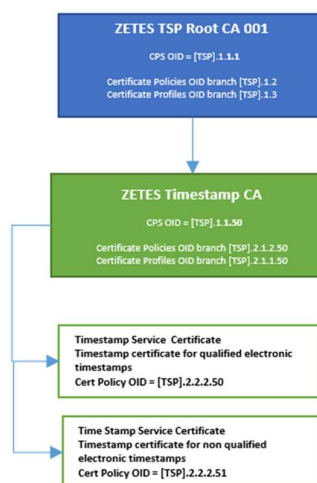 ZETES TSP Root CA 001
CPS OID = [TSP].1.1.1
Certificate Policies OID branch [TSP].1.2
Certificate Profiles OID branch [TSP].1.3
ZETES Timestamp CA
CPS OID = [TSP].1.1.50
Certificate Policies OID branch [TSP].2.1.2.50
Certificate Profiles OID branch [TSP].2.1.1.50
Timestamp Service Certificate
Timestamp certificate for qualified electronic
timestamps
Cert Policy OID = [TSP].2.2.2.50
Time Stamp Service Certificate
Timestamp certificate for non qualified
electronic timestamps
Cert Policy OID = [TSP].2.2.2.51